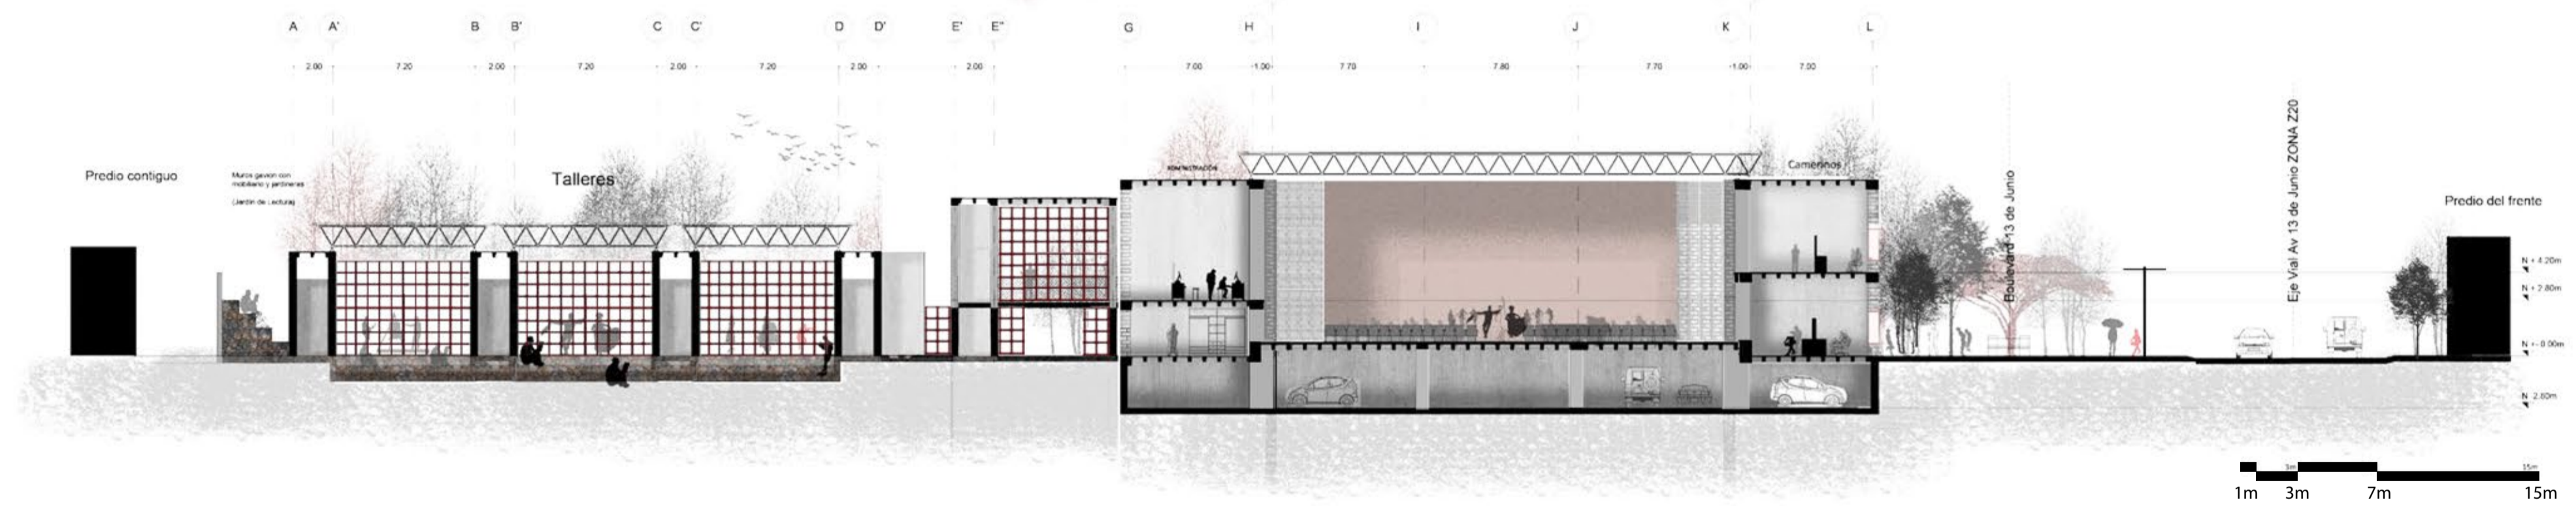 A A' B B' C C' D D' E' E'' G H I J K L
2.00 7.20 2.00 7.20 2.00 7.20 2.00 2.00 7.00 1.00 7.70 7.80 7.70 1.00 7.00
Predio contiguo
Muros gavion con
mobiliario y jardineras
(Jardin de Lectura)
Talleres
ADMINISTRACIÓN
Camerinos
Boulevard 13 de Junio
Eje Vial Av 13 de Junio ZONA Z20
Predio del frente
N + 4.20m
N + 2.80m
N +- 0.00m
N 2.80m
3m 15m
1m 3m 7m 15m